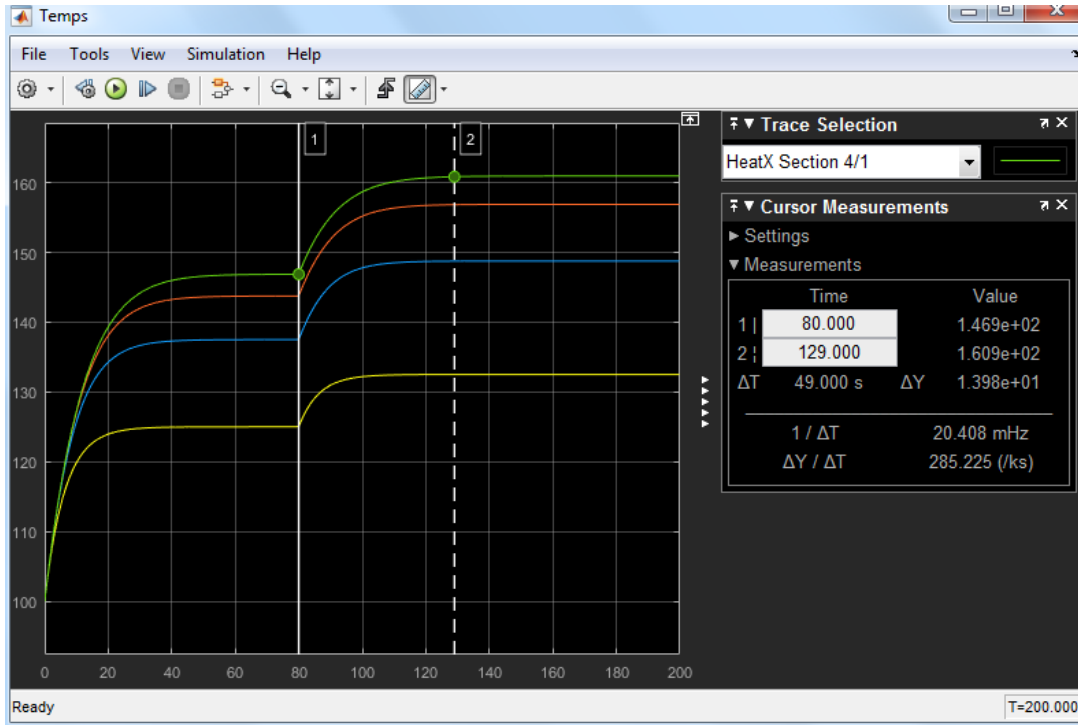 Temps
File Tools View Simulation Help
1
2
160
150
140
130
120
110
100
0 20 40 60 80 100 120 140 160 180 200
Trace Selection
HeatX Section 4/1
Cursor Measurements
Settings
Measurements
Time Value
1 | 80.000 1.469e+02
2 ¦ 129.000 1.609e+02
ΔT 49.000 s ΔY 1.398e+01
1 / ΔT 20.408 mHz
ΔY / ΔT 285.225 (/ks)
Ready T=200.000